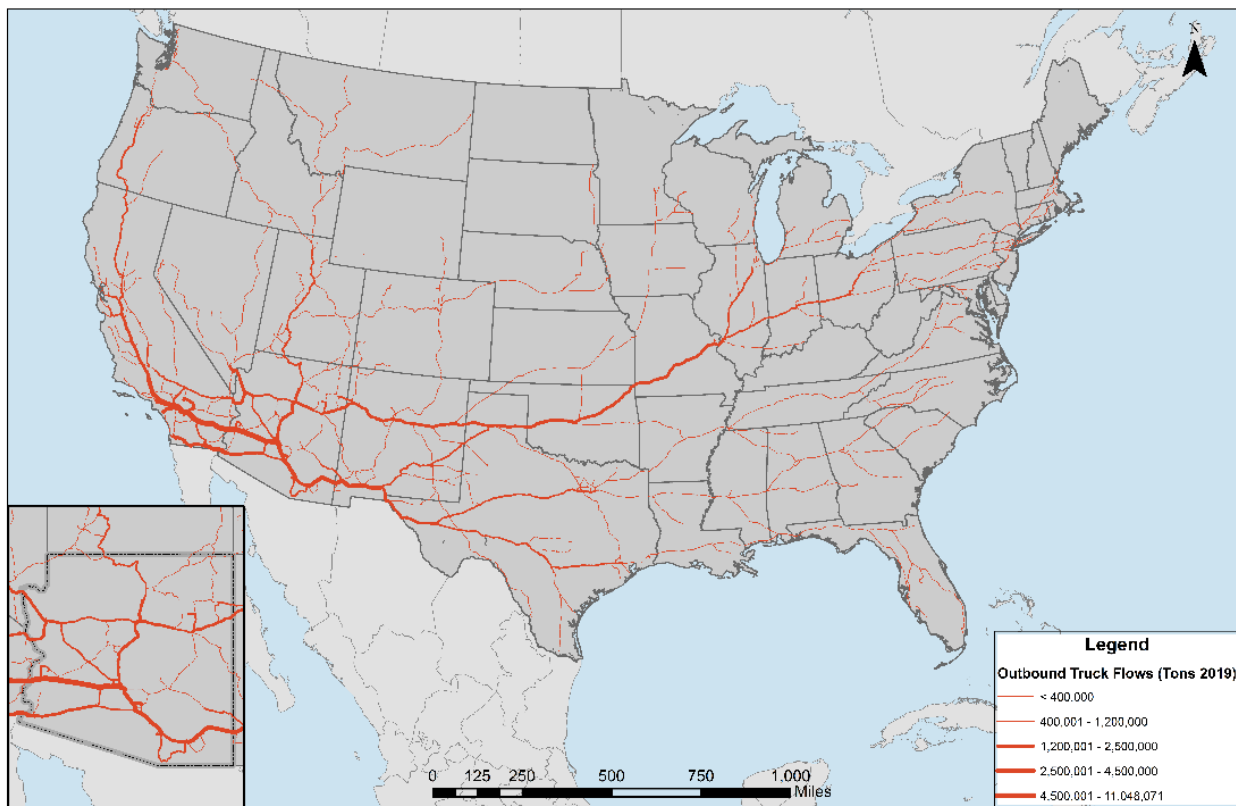 N
Legend
Outbound Truck Flows (Tons 2019)
< 400,000
400,001 - 1,200,000
1,200,001 - 2,500,000
2,500,001 - 4,500,000
4,500,001 - 11,048,071
0 125 250 500 750 1,000
Miles